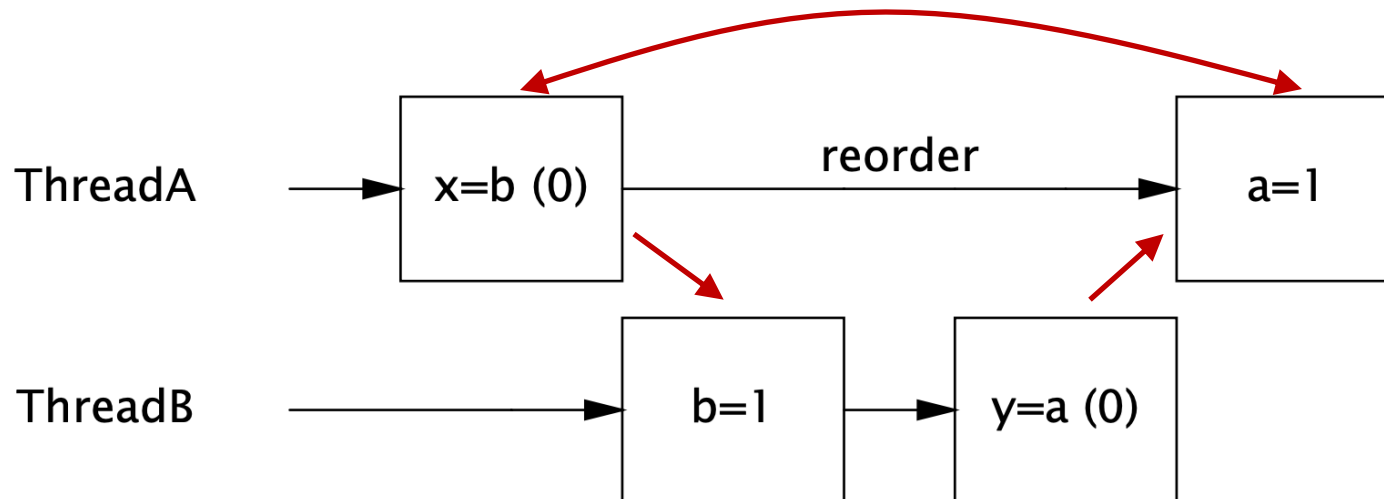 reorder
ThreadA x=b (0) a=1
ThreadB b=1 y=a (0)